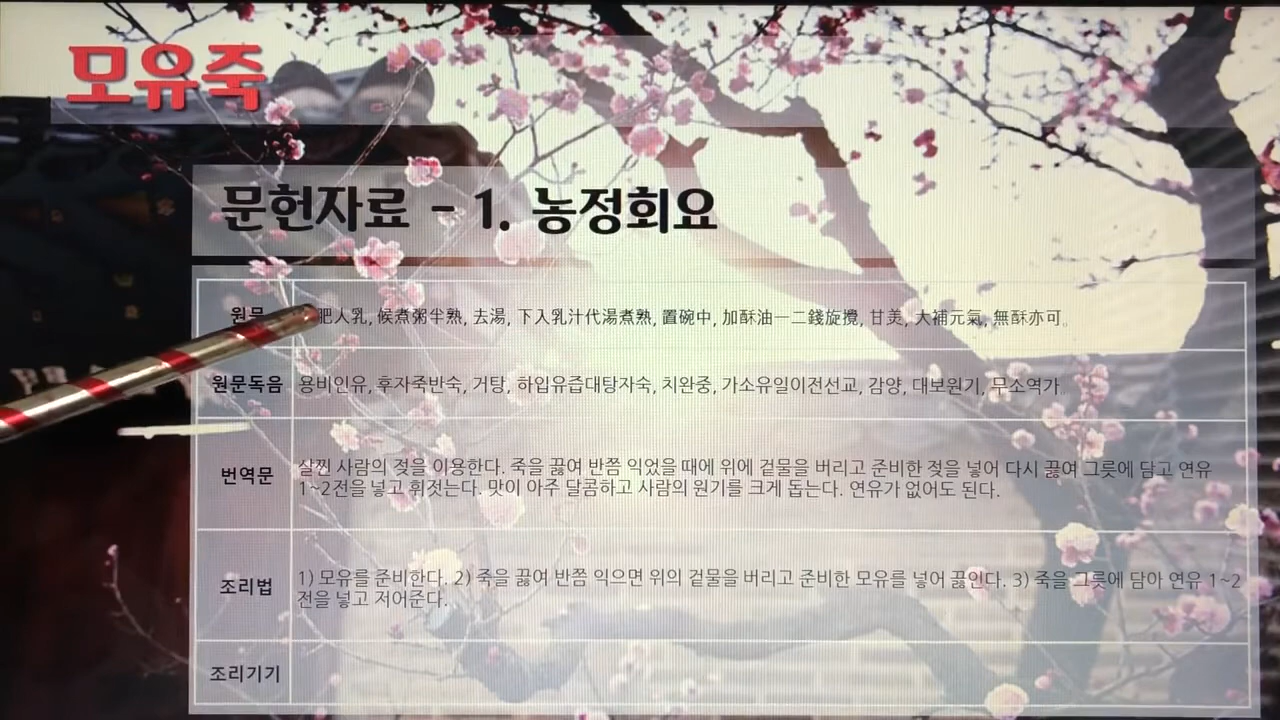 모유죽
문헌자료 - 1. 농정회요
원문
肥人乳, 候煮粥半熟, 去湯, 下入乳汁代湯煮熟, 置碗中, 加酥油一二錢旋攪, 甘美, 大補元氣, 無酥亦可。
원문독음
용비인유, 후자죽반숙, 거탕, 하입유즙대탕자숙, 치완중, 가소유일이전선교, 감양, 대보원기, 무소역가.
번역문
살찐 사람의 젖을 이용한다. 죽을 끓여 반쯤 익었을 때에 위에 겉물을 버리고 준비한 젖을 넣어 다시 끓여 그릇에 담고 연유
1~2전을 넣고 휘젓는다. 맛이 아주 달콤하고 사람의 원기를 크게 돕는다. 연유가 없어도 된다.
조리법
1) 모유를 준비한다. 2) 죽을 끓여 반쯤 익으면 위의 겉물을 버리고 준비한 모유를 넣어 끓인다. 3) 죽을 그릇에 담아 연유 1~2
전을 넣고 저어준다.
조리기기